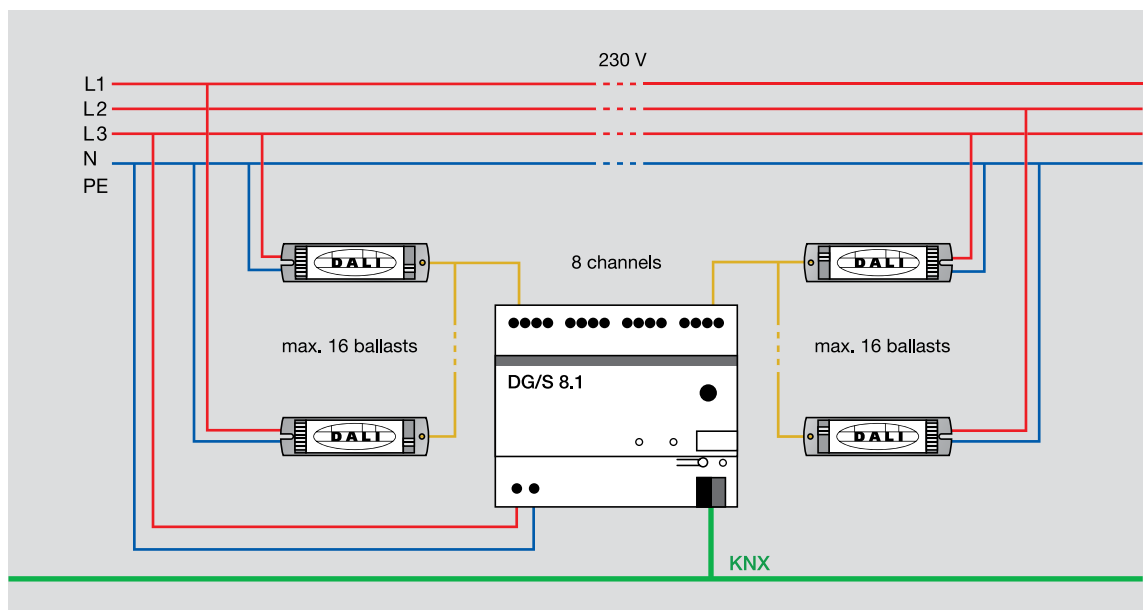 230 V
L1
L2
L3
N
PE
DALI
8 channels
DALI
max. 16 ballasts
max. 16 ballasts
DG/S 8.1
DALI
DALI
KNX